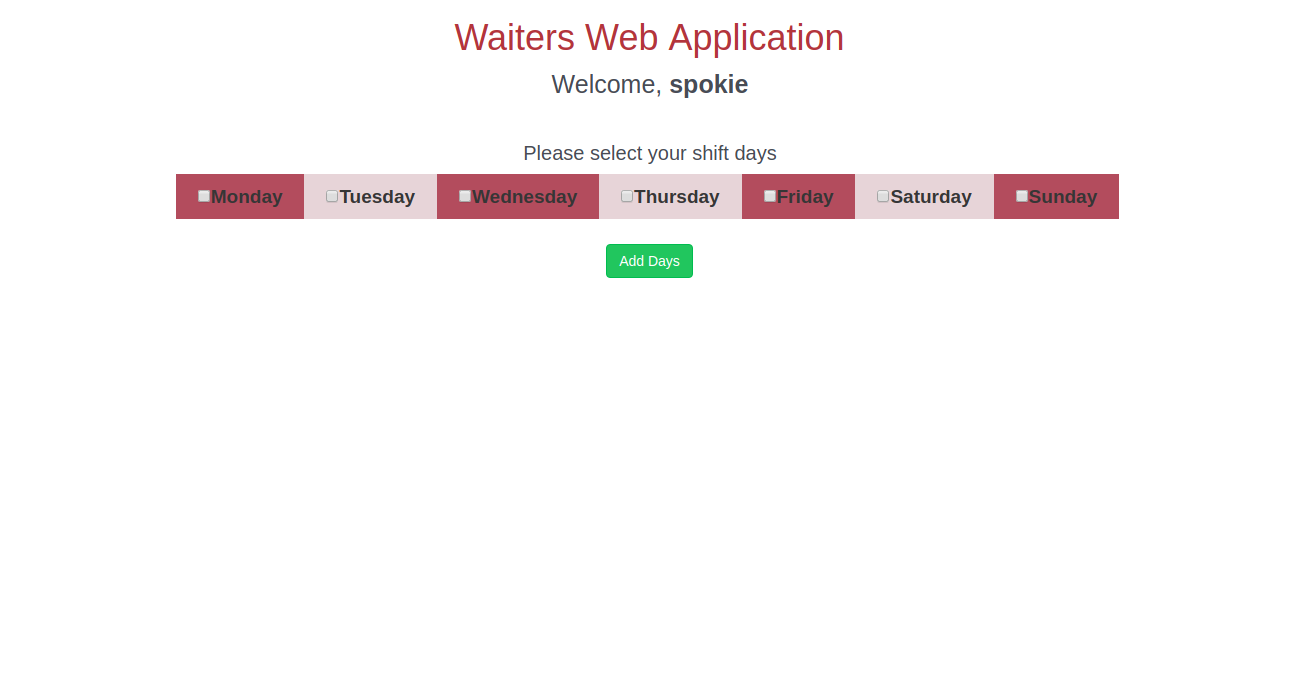 Waiters Web Application
Welcome, spokie
Please select your shift days
Monday Tuesday Wednesday Thursday Friday Saturday Sunday
Add Days